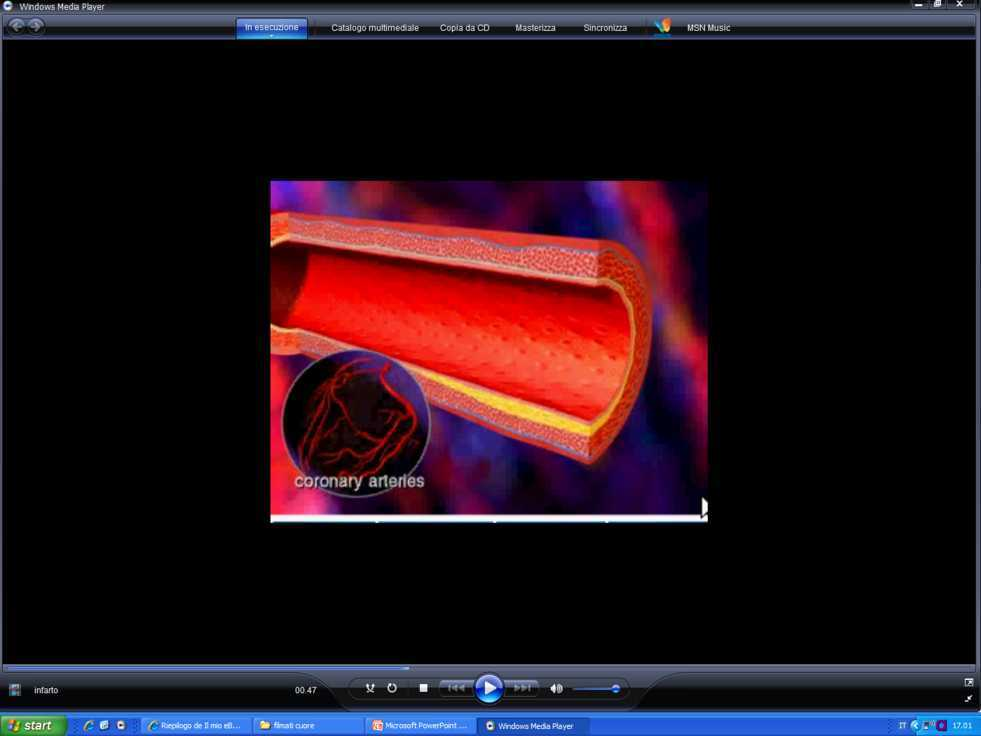 Windows Media Player
In esecuzione Catalogo multimediale Copia da CD Masterizza Sincronizza MSN Music
coronary arteries
infarto 00.47
start Riepilogo de Il mio eB... filmati cuore Microsoft PowerPoint ... Windows Media Player IT 17.01